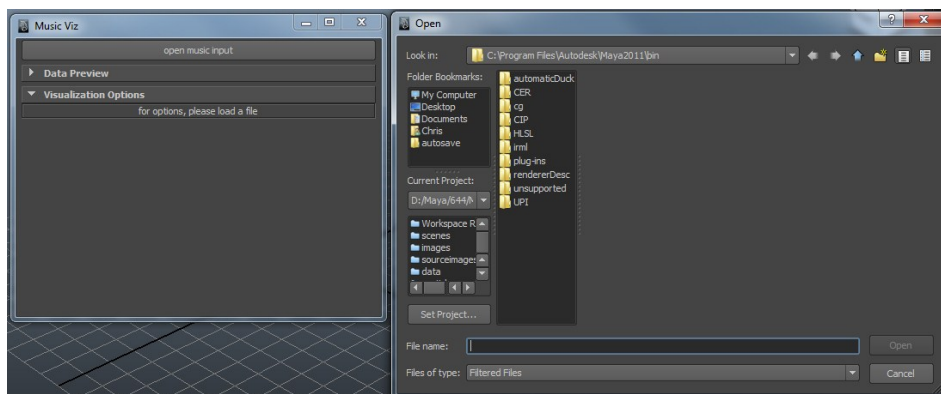 Music Viz
open music input
Data Preview
Visualization Options
for options, please load a file
Open
Look in:
C:\Program Files\Autodesk\Maya2011\bin
Folder Bookmarks:
My Computer
Desktop
Documents
Chris
autosave
Current Project:
D:/Maya/644/
Workspace R
scenes
images
sourceimages
data
Set Project...
automaticDuck
CER
cg
CIP
HLSL
irml
plug-ins
rendererDesc
unsupported
UPI
File name:
Open
Files of type:
Filtered Files
Cancel